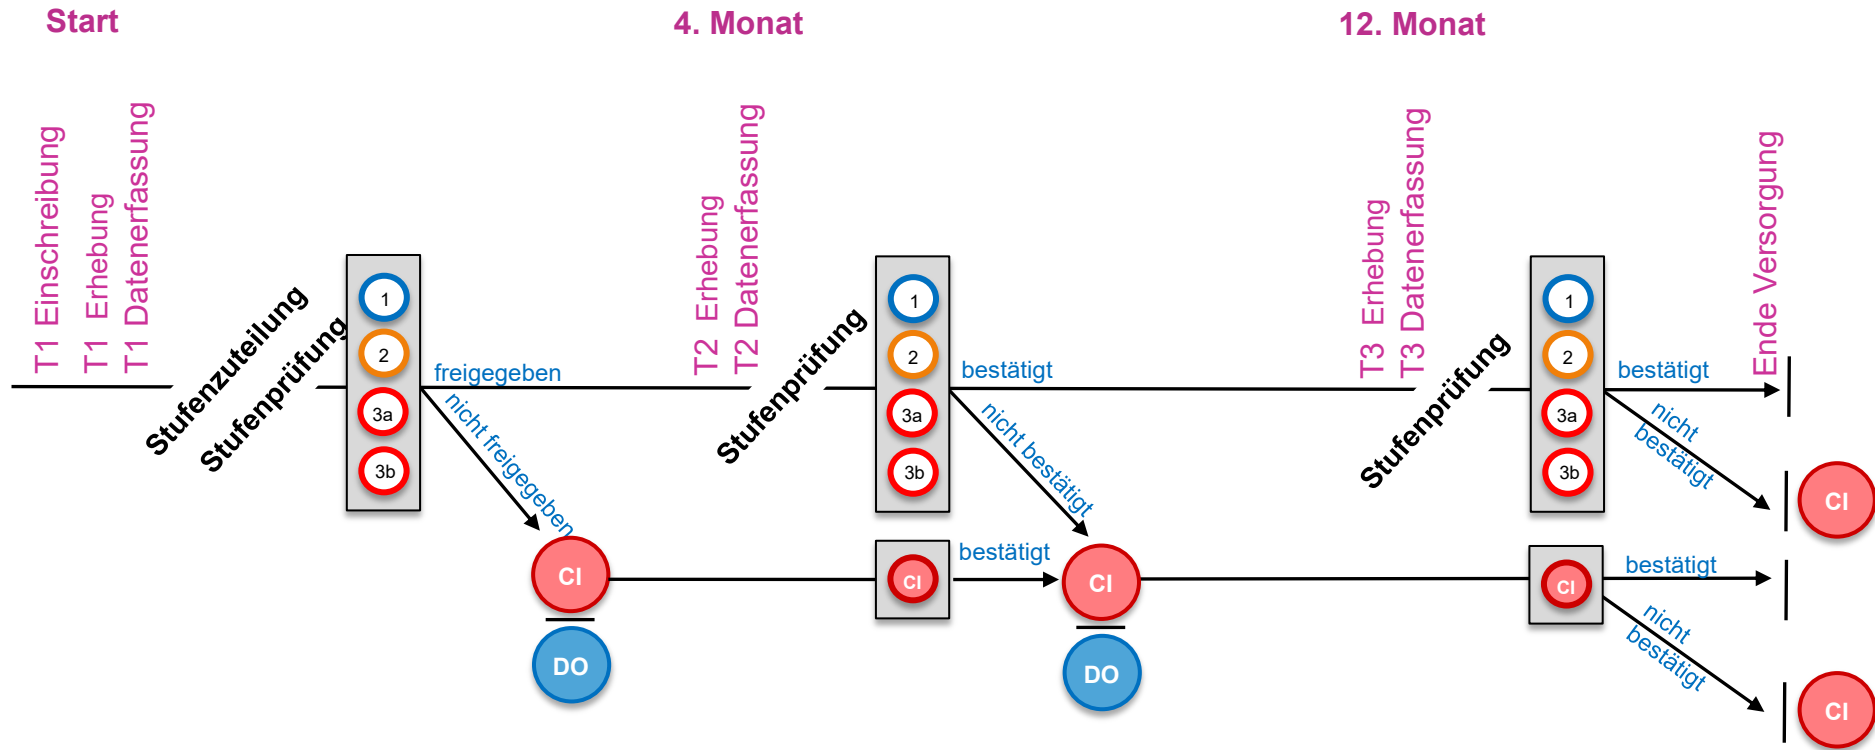 Start
4. Monat
12. Monat
T1 Einschreibung
T1 Erhebung
T1 Datenerfassung
Stufenzuteilung
Stufenprüfung
1
2
3a
3b
freigegeben
nicht freigegeben
CI
DO
T2 Erhebung
T2 Datenerfassung
Stufenprüfung
1
2
3a
3b
bestätigt
nicht bestätigt
CI
bestätigt
CI
DO
T3 Erhebung
T3 Datenerfassung
Stufenprüfung
1
2
3a
3b
bestätigt
nicht
bestätigt
Ende Versorgung
CI
CI
bestätigt
nicht
bestätigt
CI